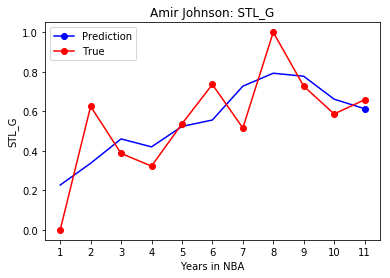 Amir Johnson: STL_G
Prediction
True
1.0
0.8
0.6
0.4
0.2
0.0
STL_G
1 2 3 4 5 6 7 8 9 10 11
Years in NBA